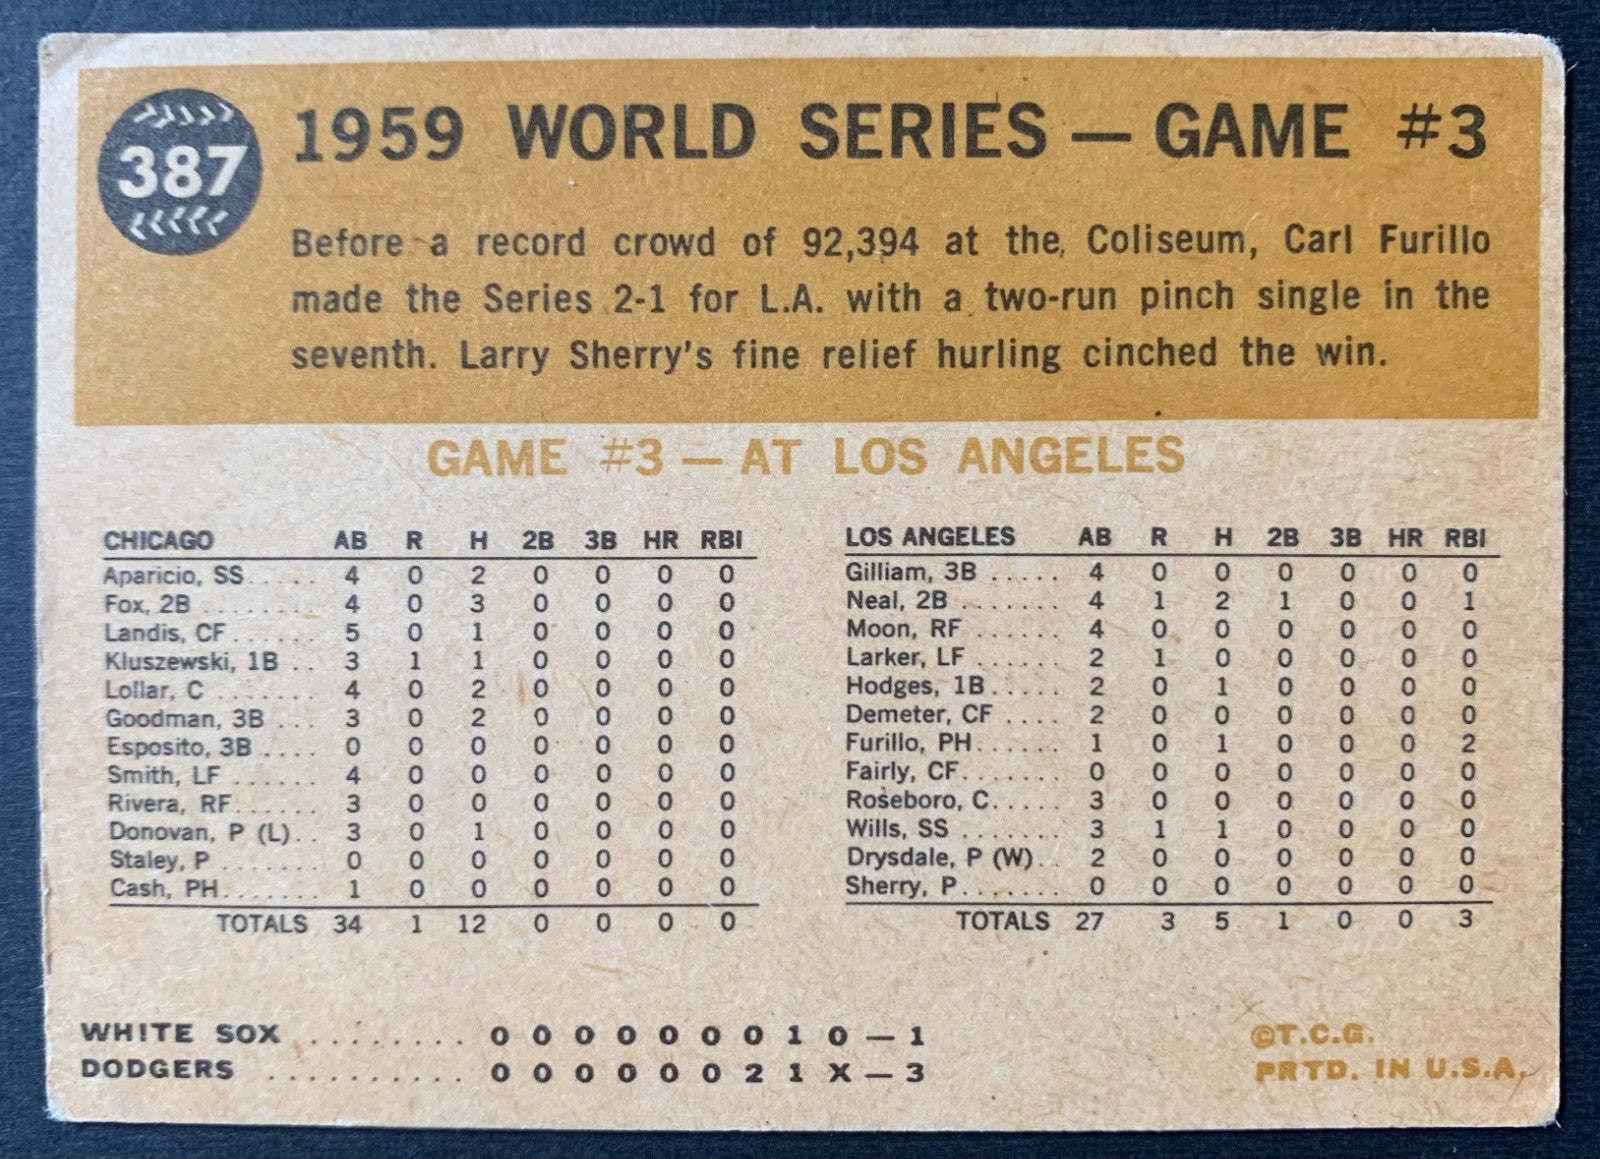 387
1959 WORLD SERIES — GAME #3
Before a record crowd of 92,394 at the Coliseum, Carl Furillo
made the Series 2-1 for L.A. with a two-run pinch single in the
seventh. Larry Sherry's fine relief hurling cinched the win.
GAME #3 — AT LOS ANGELES
CHICAGO AB R H 2B 3B HR RBI
Aparicio, SS..... 4 0 2 0 0 0 0
Fox, 2B ........ 4 0 3 0 0 0 0
Landis, CF...... 5 0 1 0 0 0 0
Kluszewski, 1B .. 3 1 1 0 0 0 0
Lollar, C ....... 4 0 2 0 0 0 0
Goodman, 3B ... 3 0 2 0 0 0 0
Esposito, 3B .... 0 0 0 0 0 0 0
Smith, LF ...... 4 0 0 0 0 0 0
Rivera, RF...... 3 0 0 0 0 0 0
Donovan, P (L).. 3 0 1 0 0 0 0
Staley, P ....... 0 0 0 0 0 0 0
Cash, PH....... 1 0 0 0 0 0 0
TOTALS 34 1 12 0 0 0 0
LOS ANGELES AB R H 2B 3B HR RBI
Gilliam, 3B ..... 4 0 0 0 0 0 0
Neal, 2B ....... 4 1 2 1 0 0 1
Moon, RF ...... 4 0 0 0 0 0 0
Larker, LF ...... 2 1 0 0 0 0 0
Hodges, 1B..... 2 0 1 0 0 0 0
Demeter, CF .... 2 0 0 0 0 0 0
Furillo, PH...... 1 0 1 0 0 0 2
Fairly, CF....... 0 0 0 0 0 0 0
Roseboro, C..... 3 0 0 0 0 0 0
Wills, SS ....... 3 1 1 0 0 0 0
Drysdale, P (W).. 2 0 0 0 0 0 0
Sherry, P....... 0 0 0 0 0 0 0
TOTALS 27 3 5 1 0 0 3
WHITE SOX ........ 0 0 0 0 0 0 0 1 0 — 1
DODGERS .......... 0 0 0 0 0 0 2 1 X — 3
©T.C.G.
PRTD. IN U.S.A.